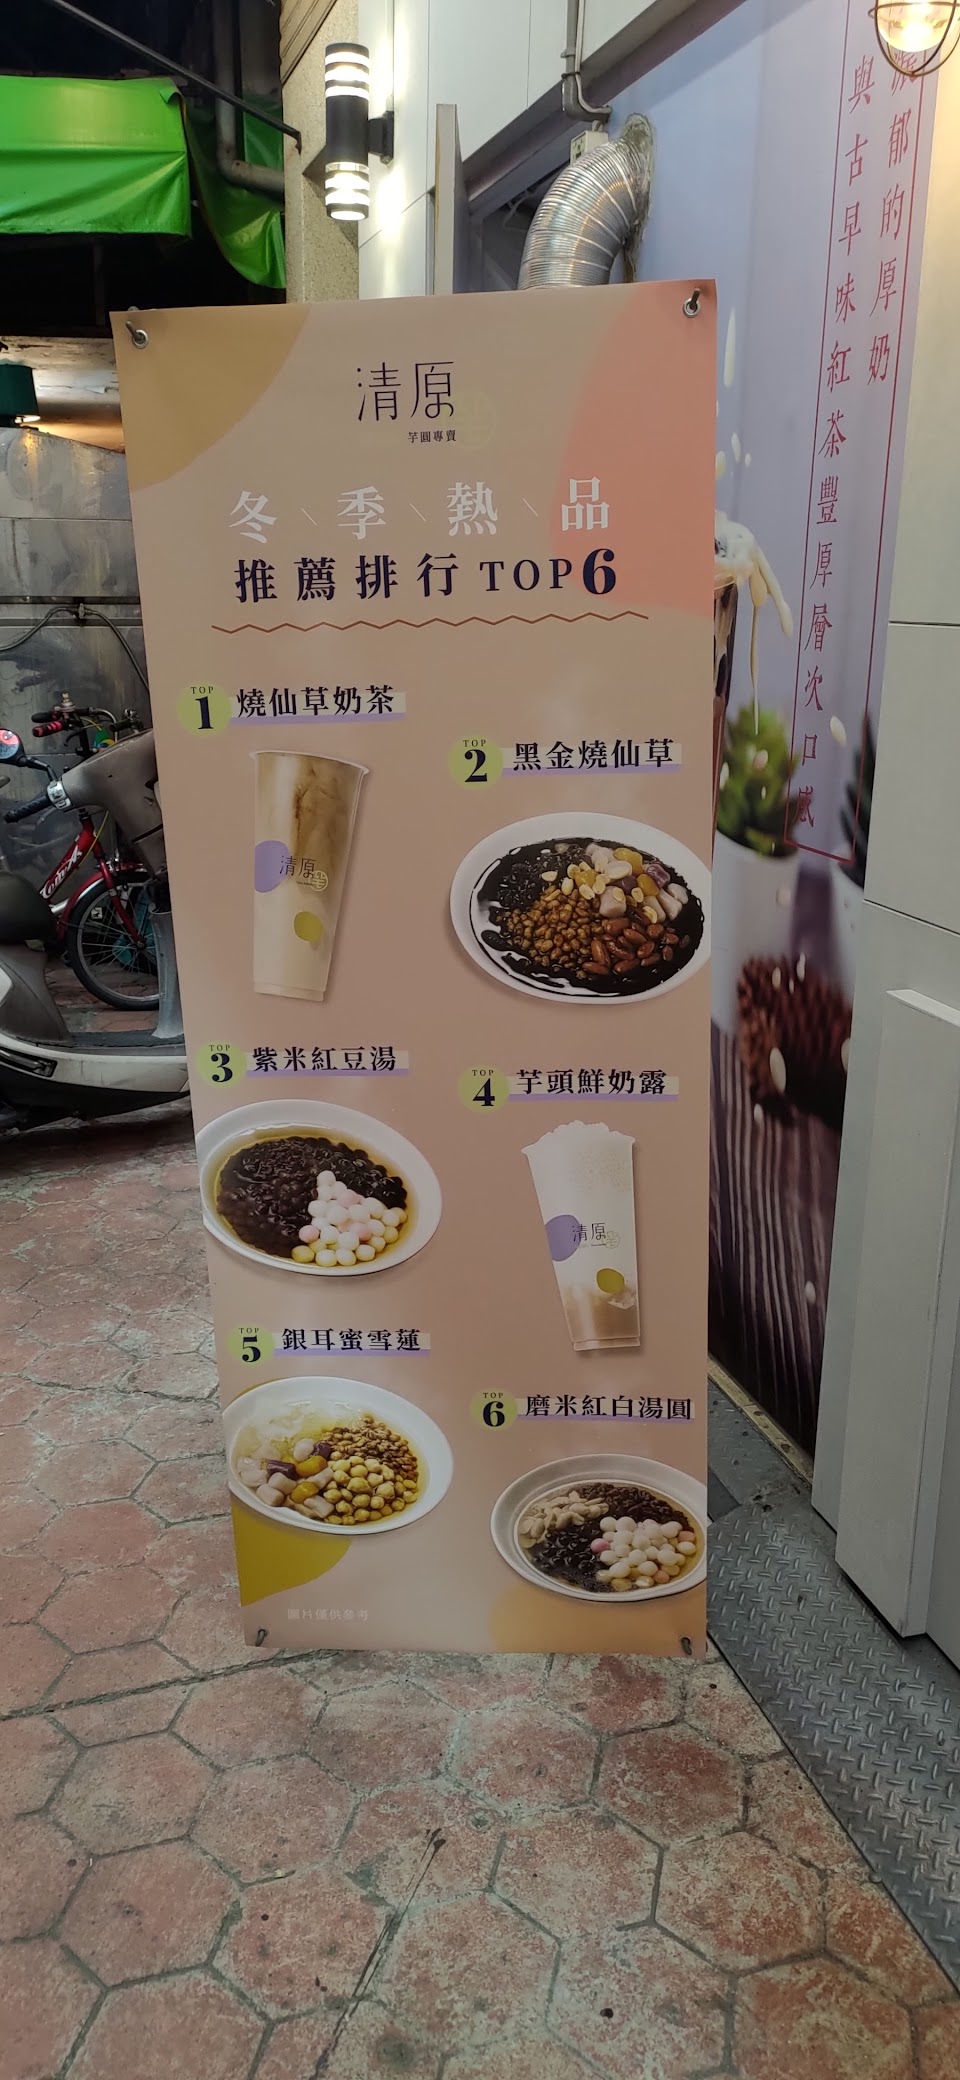 清原
芋圓專賣
冬、季、熱、品
推薦排行TOP6
TOP
1 燒仙草奶茶
TOP
2 黑金燒仙草
清原
TOP
3 紫米紅豆湯
TOP
4 芋頭鮮奶露
清原
TOP
5 銀耳蜜雪蓮
TOP
6 磨米紅白湯圓
圖片僅供參考
郁的厚奶
與古早味紅茶豐厚層次口感